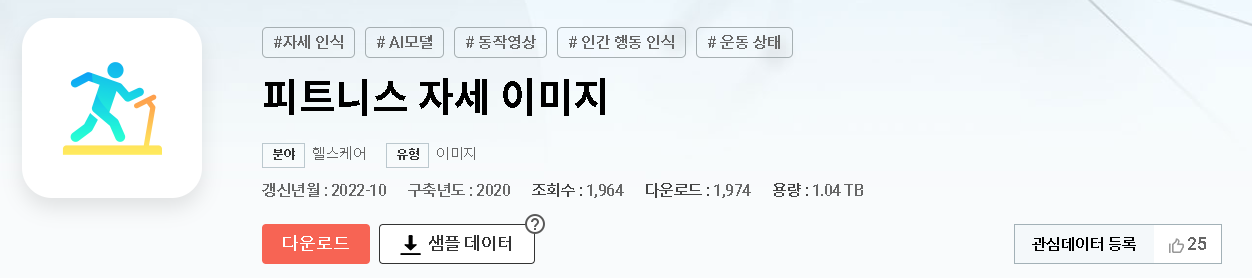 #자세 인식 # AI모델 # 동작영상 # 인간 행동 인식 # 운동 상태
피트니스 자세 이미지
분야 헬스케어 유형 이미지
갱신년월 : 2022-10 구축년도 : 2020 조회수 : 1,964 다운로드 : 1,974 용량 : 1.04 TB
다운로드 샘플 데이터 ? 관심데이터 등록 25